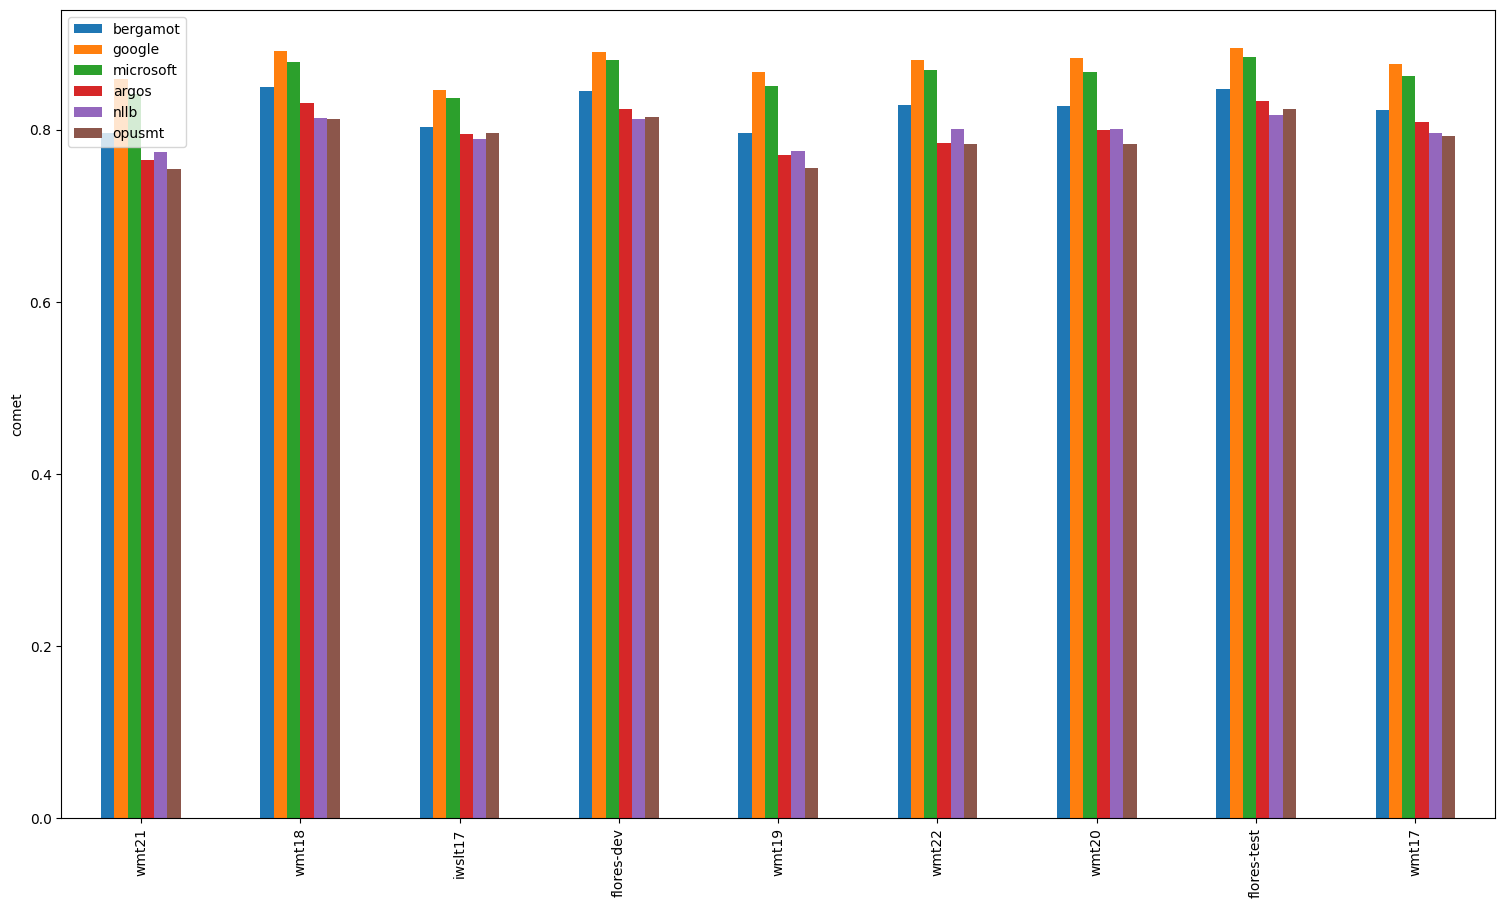 bergamot
google
microsoft
argos
nllb
opusmt
comet
0.8
0.6
0.4
0.2
0.0
wmt21
wmt18
iwslt17
flores-dev
wmt19
wmt22
wmt20
flores-test
wmt17